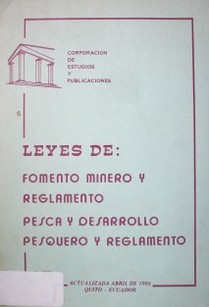 CORPORACION
DE
ESTUDIOS
Y
PUBLICACIONES
LEYES DE:
FOMENTO MINERO Y
REGLAMENTO
PESCA Y DESARROLLO
PESQUERO Y REGLAMENTO
ACTUALIZADA ABRIL DE 1986
QUITO - ECUADOR